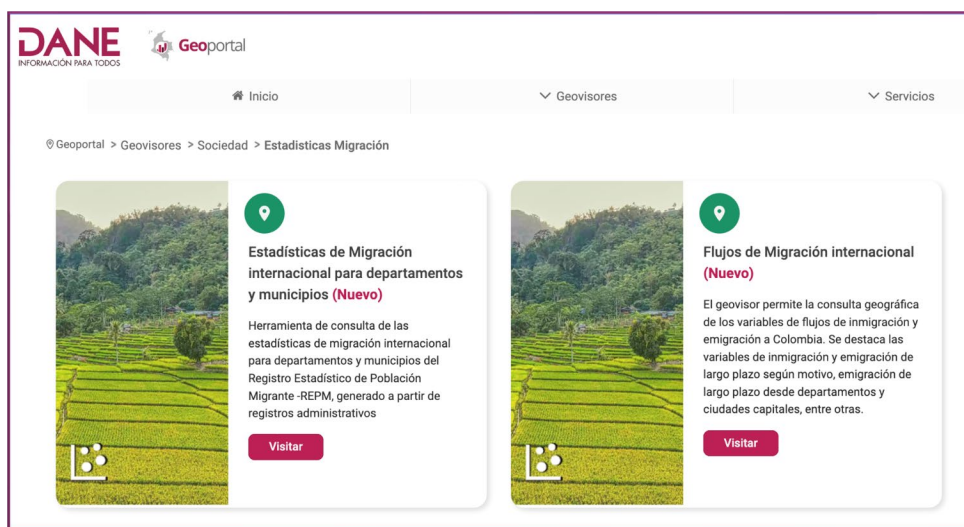 DANE
INFORMACIÓN PARA TODOS
Geoportal
Inicio
Geovisores
Servicios
Geoportal > Geovisores > Sociedad > Estadisticas Migración
Estadísticas de Migración
internacional para departamentos
y municipios (Nuevo)
Herramienta de consulta de las
estadísticas de migración internacional
para departamentos y municipios del
Registro Estadístico de Población
Migrante -REPM, generado a partir de
registros administrativos
Visitar
Flujos de Migración internacional
(Nuevo)
El geovisor permite la consulta geográfica
de los variables de flujos de inmigración y
emigración a Colombia. Se destaca las
variables de inmigración y emigración de
largo plazo según motivo, emigración de
largo plazo desde departamentos y
ciudades capitales, entre otras.
Visitar